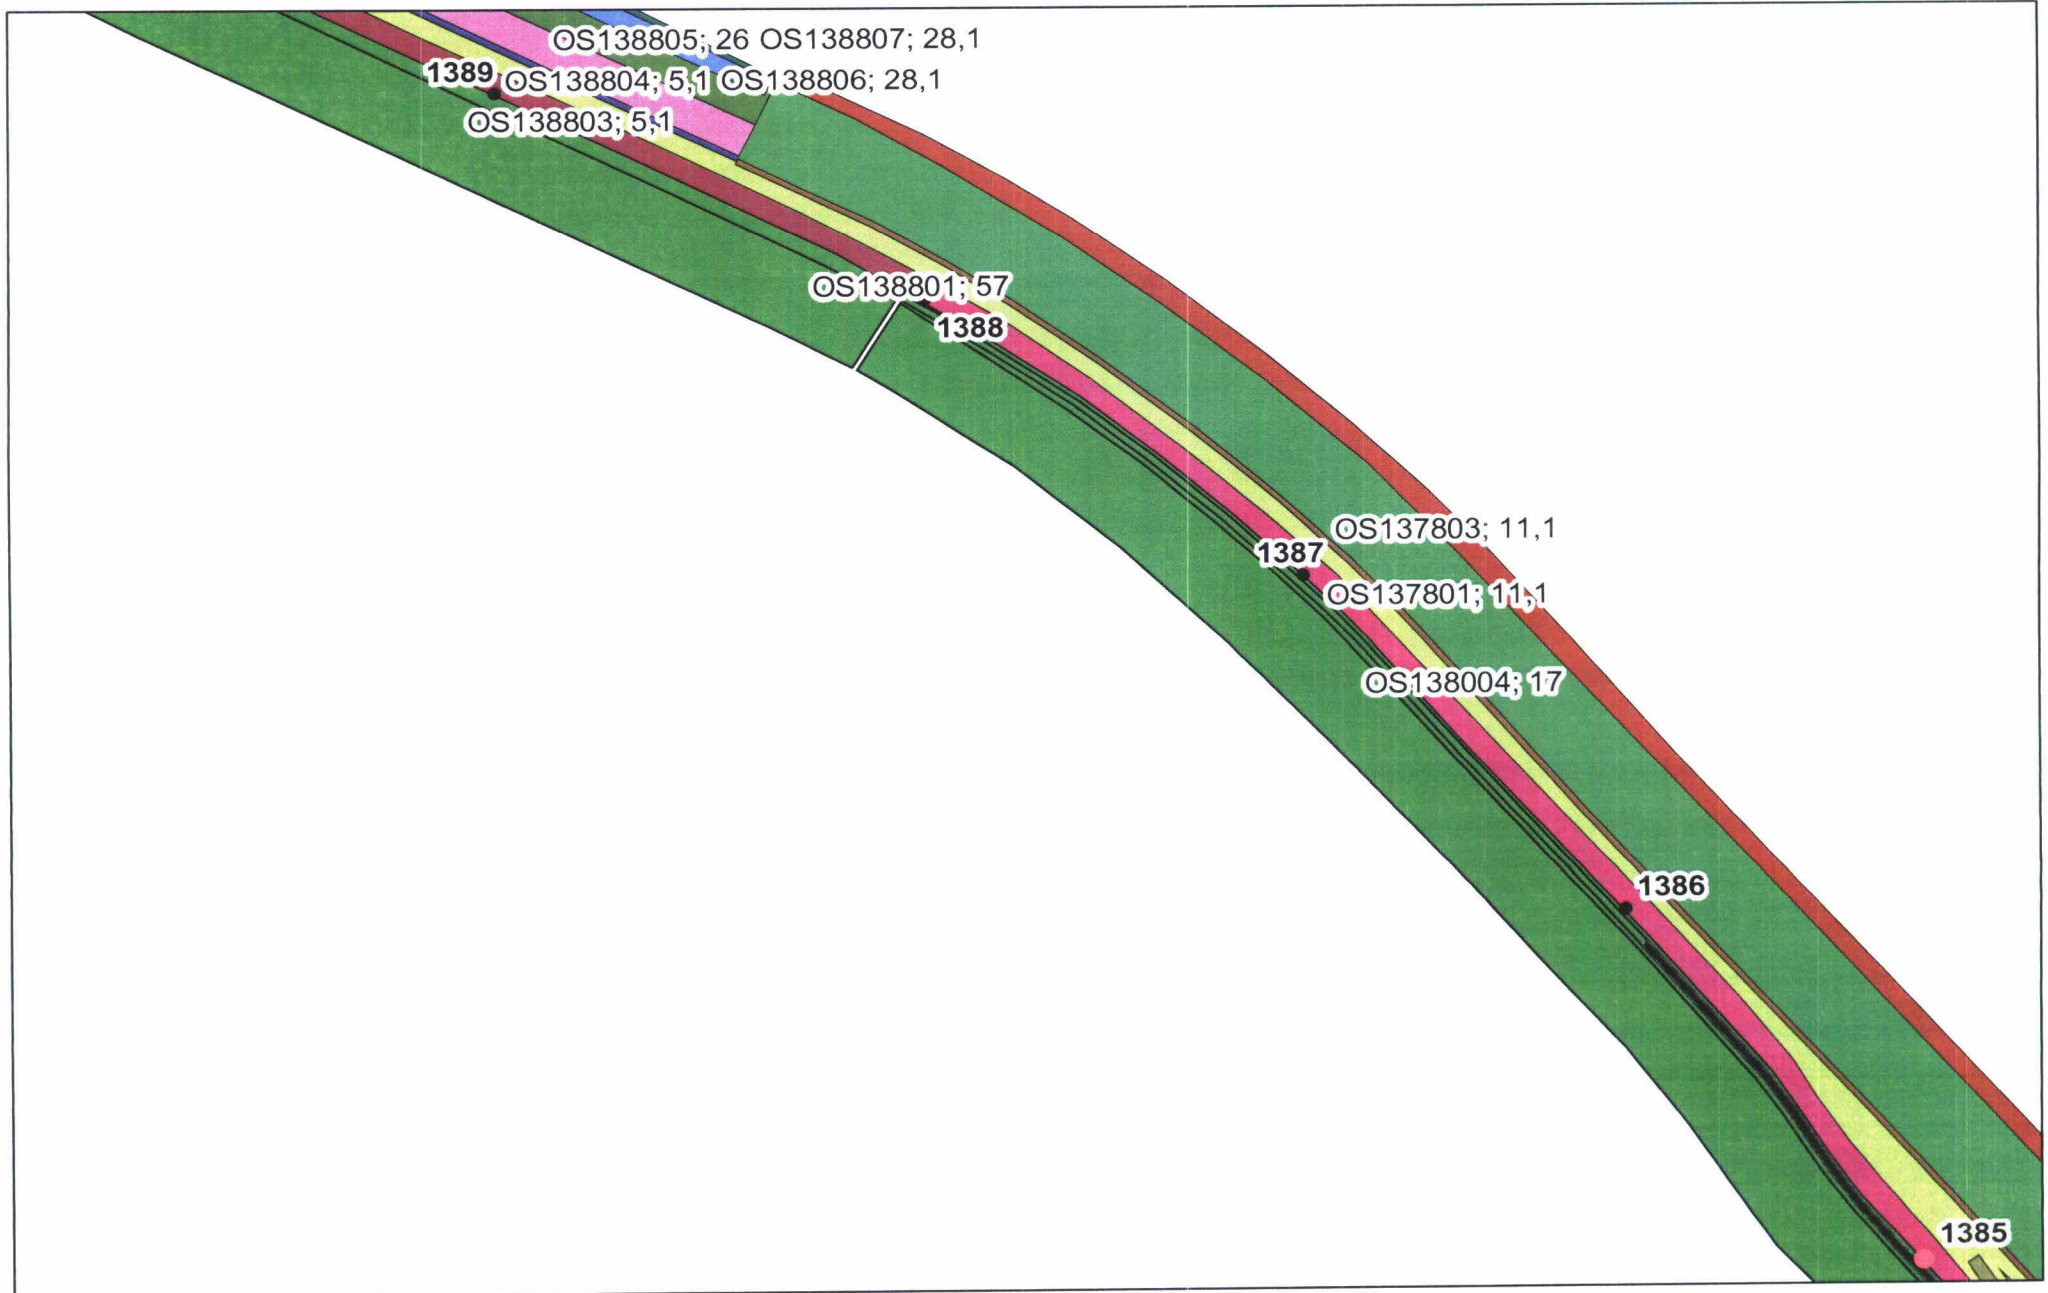 OS138805; 26 OS138807; 28,1
1389 OS138804; 5,1 OS138806; 28,1
OS138803; 5,1
OS138801; 57
1388
OS137803; 11,1
1387
OS137801; 11,1
OS138004; 17
1386
1385